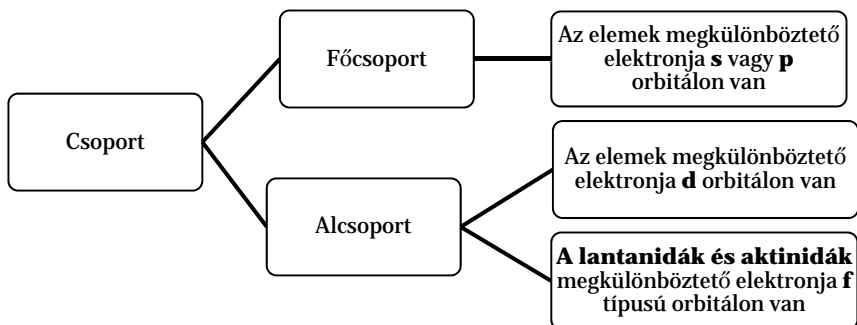 Csoport
Főcsoport
Az elemek megkülönböztető
elektronja s vagy p
orbitálon van
Alcsoport
Az elemek megkülönböztető
elektronja d orbitálon van
A lantanidák és aktinidák
megkülönböztető elektronja f
típusú orbitálon van